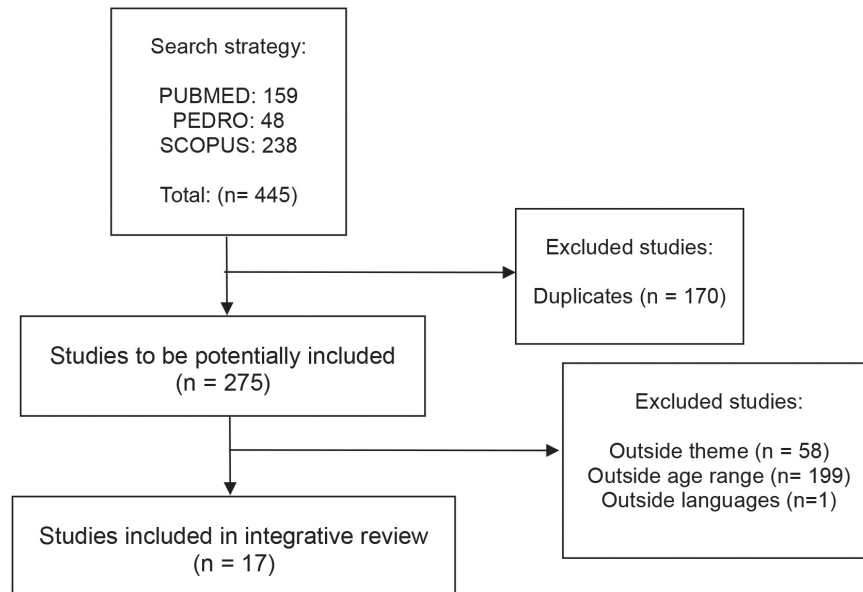 Search strategy:
PUBMED: 159
PEDRO: 48
SCOPUS: 238
Total: (n= 445)
Excluded studies:
Duplicates (n = 170)
Studies to be potentially included
(n = 275)
Excluded studies:
Outside theme (n = 58)
Outside age range (n= 199)
Outside languages (n=1)
Studies included in integrative review
(n = 17)